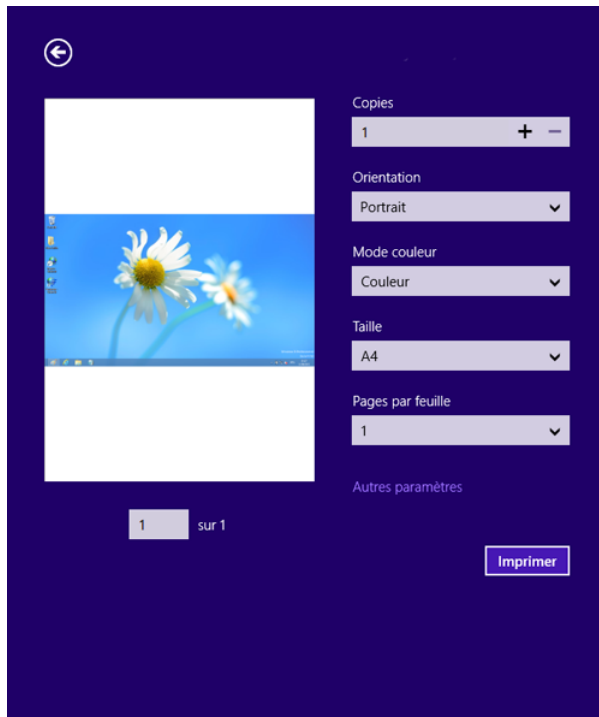 Copies
1
Orientation
Portrait
Mode couleur
Couleur
Taille
A4
Pages par feuille
1
Autres paramètres
1 sur 1
Imprimer